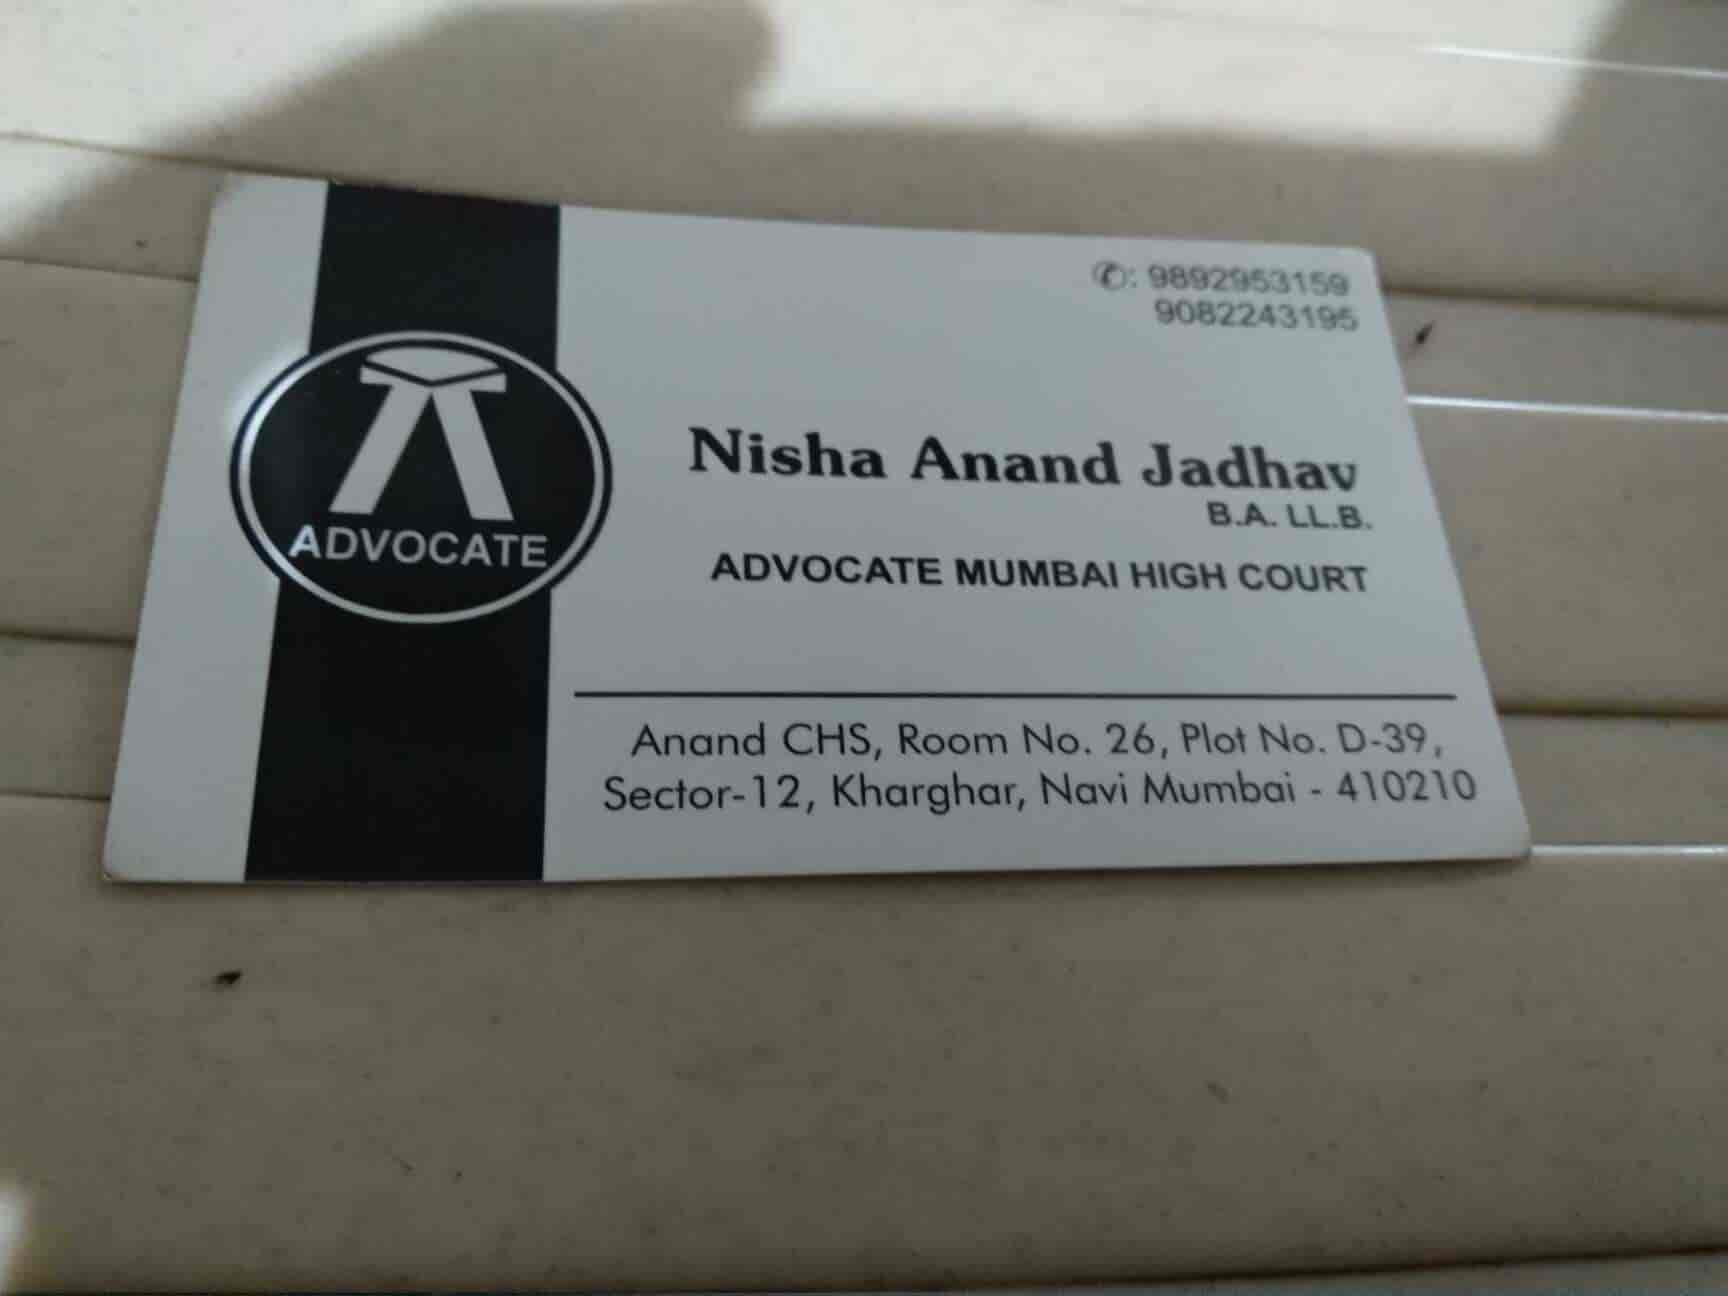 ✆: 9892953159
9082243195
Nisha Anand Jadhav
B.A. LL.B.
ADVOCATE MUMBAI HIGH COURT
ADVOCATE
Anand CHS, Room No. 26, Plot No. D-39,
Sector-12, Kharghar, Navi Mumbai - 410210